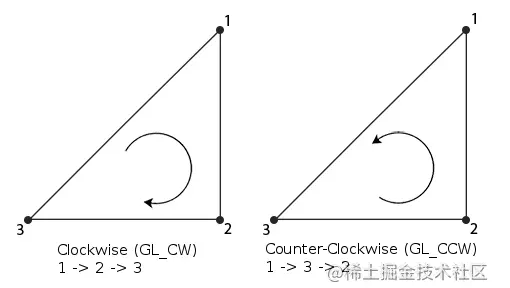 1
3
2
Clockwise (GL_CW)
1 -> 2 -> 3
1
3
2
Counter-Clockwise (GL_CCW)
1 -> 3 -> 2
@稀土掘金技术社区